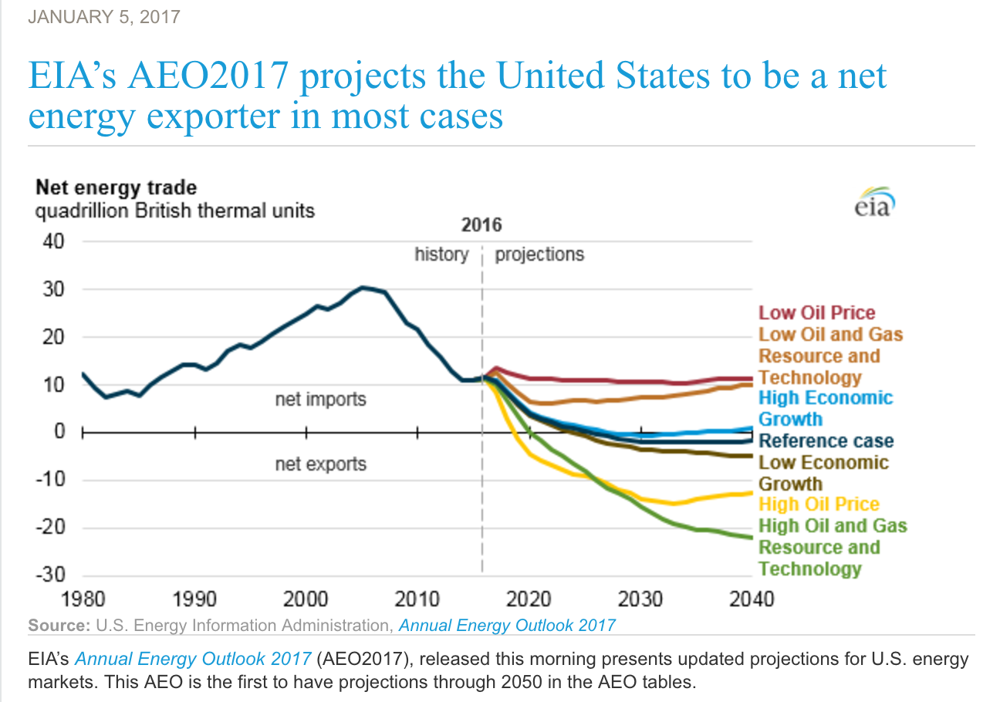 JANUARY 5, 2017
EIA’s AEO2017 projects the United States to be a net
energy exporter in most cases
Net energy trade
quadrillion British thermal units
eia
2016
history
projections
40
30
20
10
0
-10
-20
-30
net imports
net exports
Low Oil Price
Low Oil and Gas
Resource and
Technology
High Economic
Growth
Reference case
Low Economic
Growth
High Oil Price
High Oil and Gas
Resource and
Technology
1980 1990 2000 2010 2020 2030 2040
Source: U.S. Energy Information Administration, Annual Energy Outlook 2017
EIA’s Annual Energy Outlook 2017 (AEO2017), released this morning presents updated projections for U.S. energy
markets. This AEO is the first to have projections through 2050 in the AEO tables.